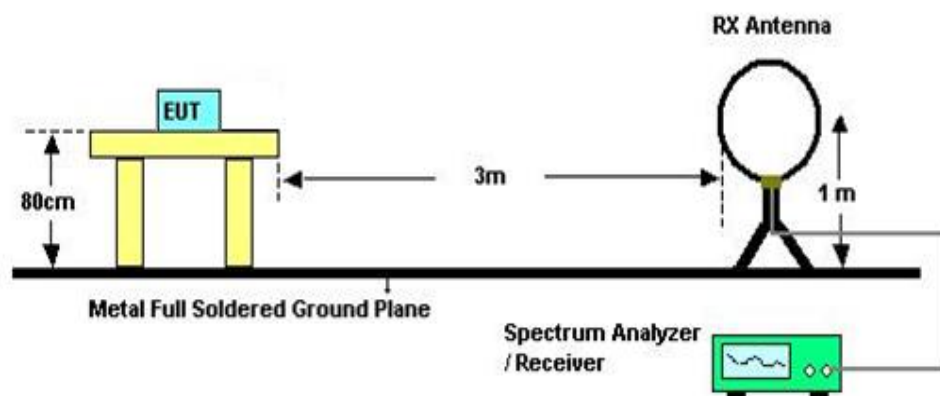 RX Antenna
EUT
80cm
3m
1 m
Metal Full Soldered Ground Plane
Spectrum Analyzer
/ Receiver